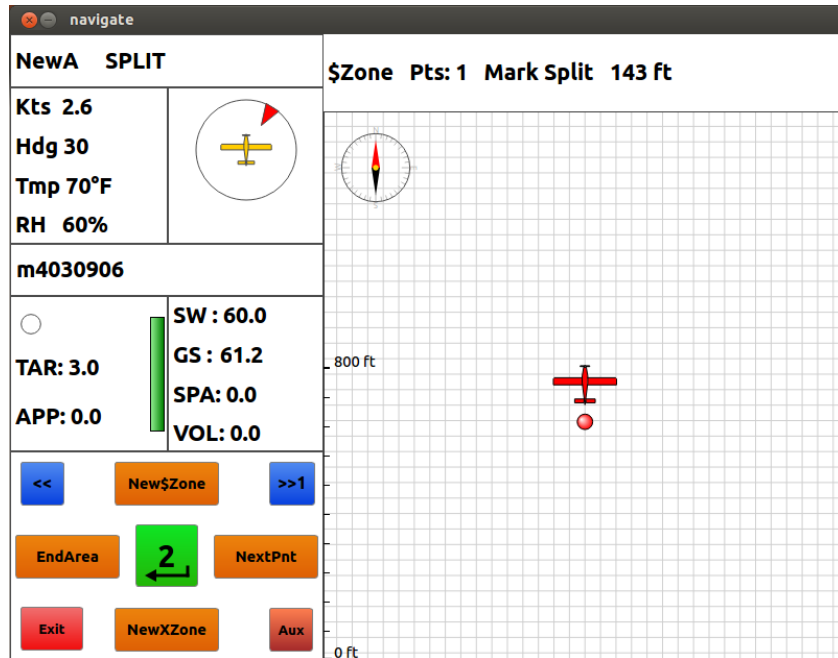 navigate
NewA SPLIT
$Zone Pts: 1 Mark Split 143 ft
Kts 2.6
Hdg 30
Tmp 70°F
RH 60%
N
W
E
S
m4030906
TAR: 3.0
APP: 0.0
SW : 60.0
GS : 61.2
SPA: 0.0
VOL: 0.0
800 ft
<<
New$Zone
>>1
EndArea
2
NextPnt
Exit
NewXZone
Aux
0 ft